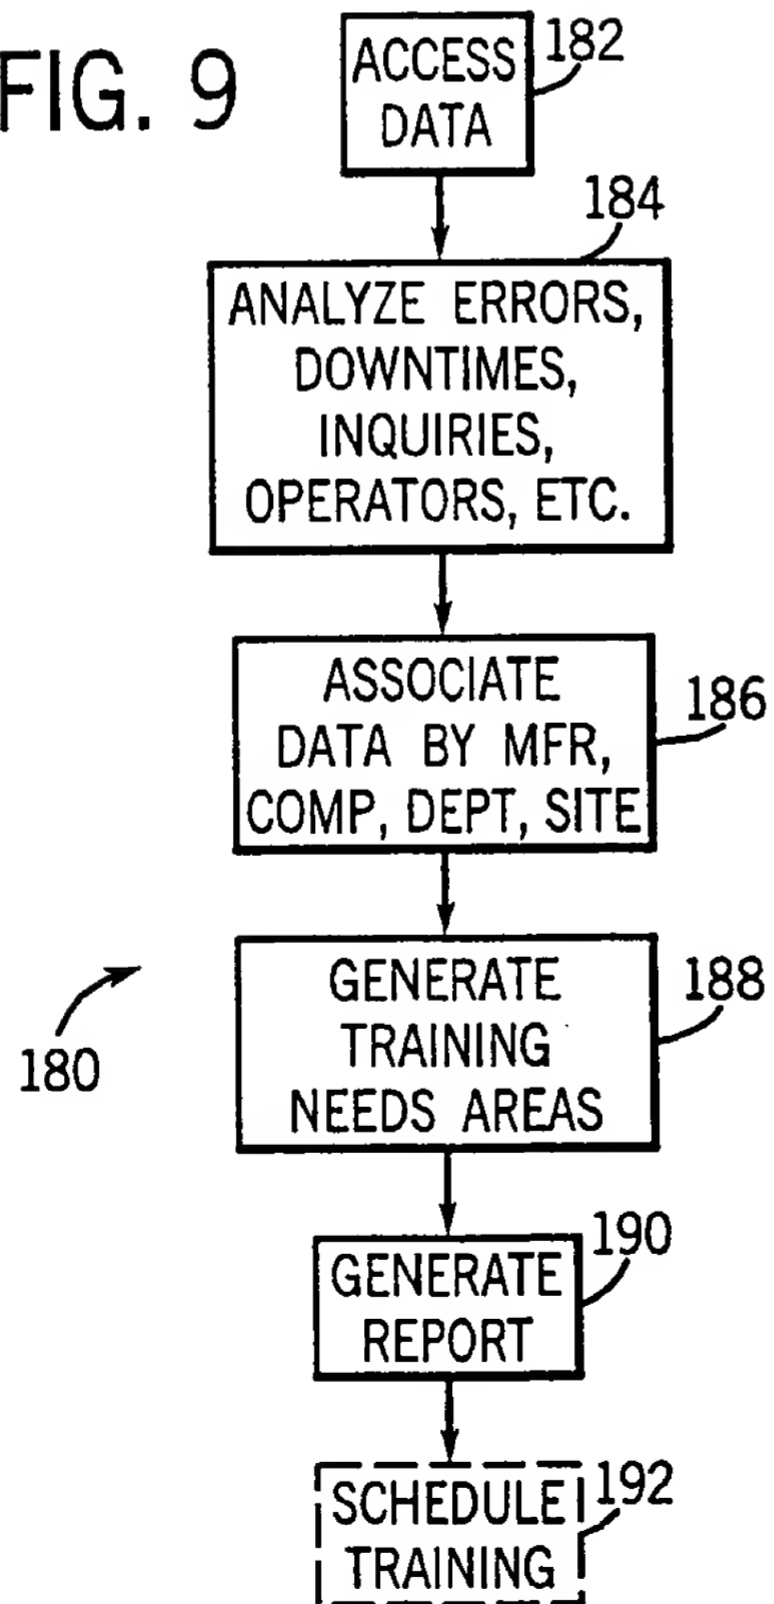 FIG. 9
ACCESS
DATA
182
184
ANALYZE ERRORS,
DOWNTIMES,
INQUIRIES,
OPERATORS, ETC.
ASSOCIATE
DATA BY MFR,
COMP, DEPT, SITE
186
GENERATE
TRAINING
NEEDS AREAS
188
180
GENERATE
REPORT
190
SCHEDULE
TRAINING
192